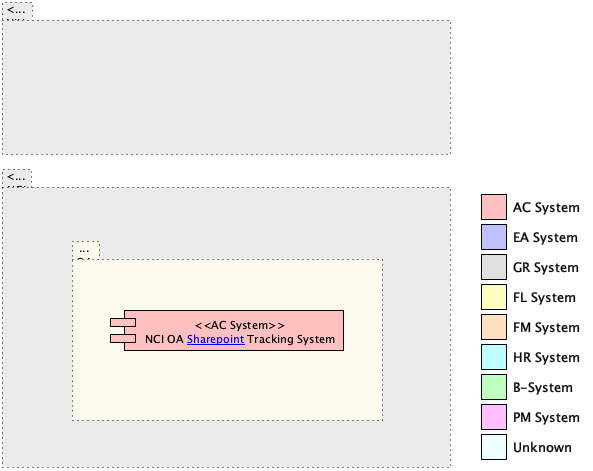 <...
<...
...
<<AC System>>
NCI OA Sharepoint Tracking System
AC System
EA System
GR System
FL System
FM System
HR System
B-System
PM System
Unknown